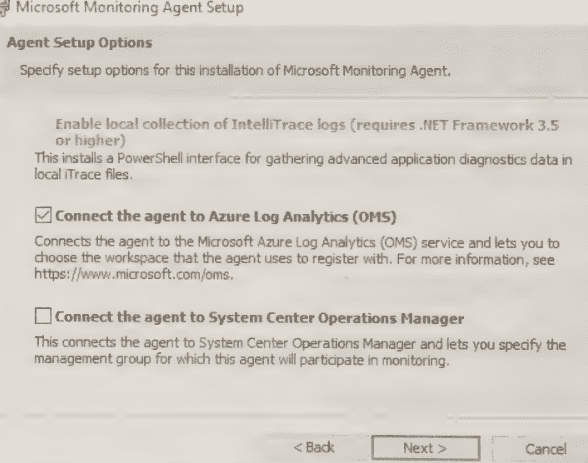 Microsoft Monitoring Agent Setup
Agent Setup Options
Specify setup options for this installation of Microsoft Monitoring Agent.
Enable local collection of IntelliTrace logs (requires .NET Framework 3.5
or higher)
This installs a PowerShell interface for gathering advanced application diagnostics data in
local iTrace files.
Connect the agent to Azure Log Analytics (OMS)
Connects the agent to the Microsoft Azure Log Analytics (OMS) service and lets you to
choose the workspace that the agent uses to register with. For more information, see
https://www.microsoft.com/oms.
Connect the agent to System Center Operations Manager
This connects the agent to System Center Operations Manager and lets you specify the
management group for which this agent will participate in monitoring.
< Back Next > Cancel